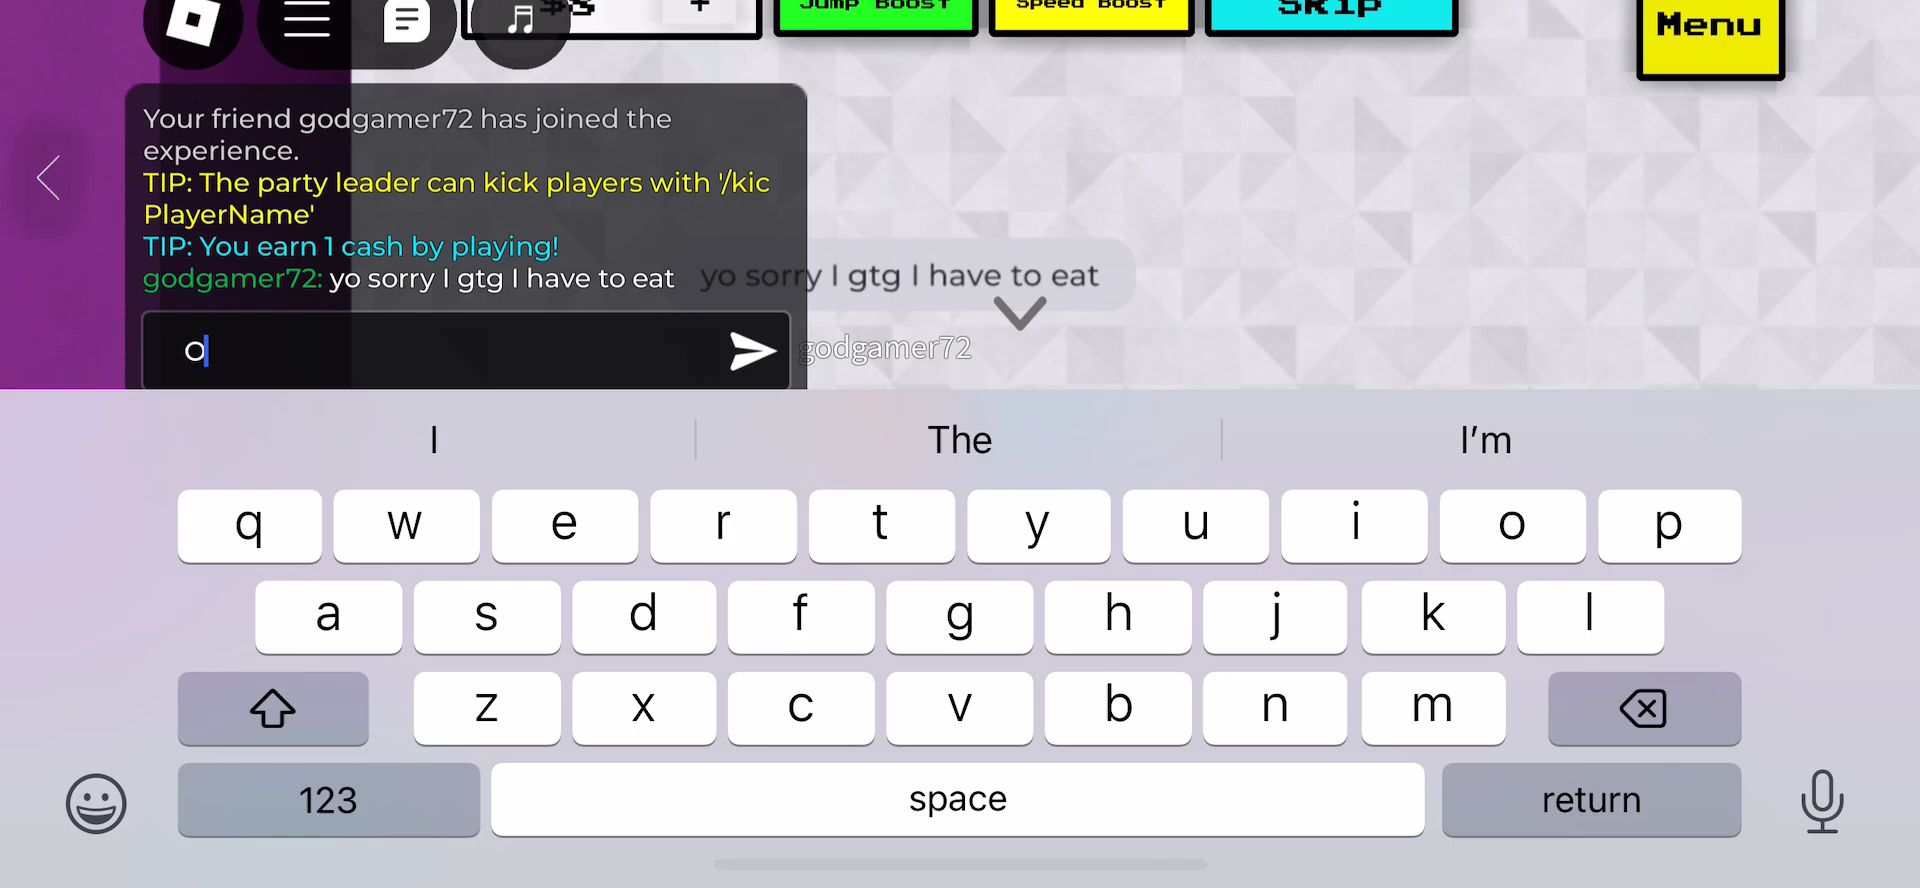 $$ +
Jump Boost
Speed Boost
Skip
Menu
Your friend godgamer72 has joined the
experience.
TIP: The party leader can kick players with '/kic
PlayerName'
TIP: You earn 1 cash by playing!
godgamer72: yo sorry I gtg I have to eat
yo sorry I gtg I have to eat
o
godgamer72
I The I'm
q w e r t y u i o p
a s d f g h j k l
z x c v b n m
123 space return